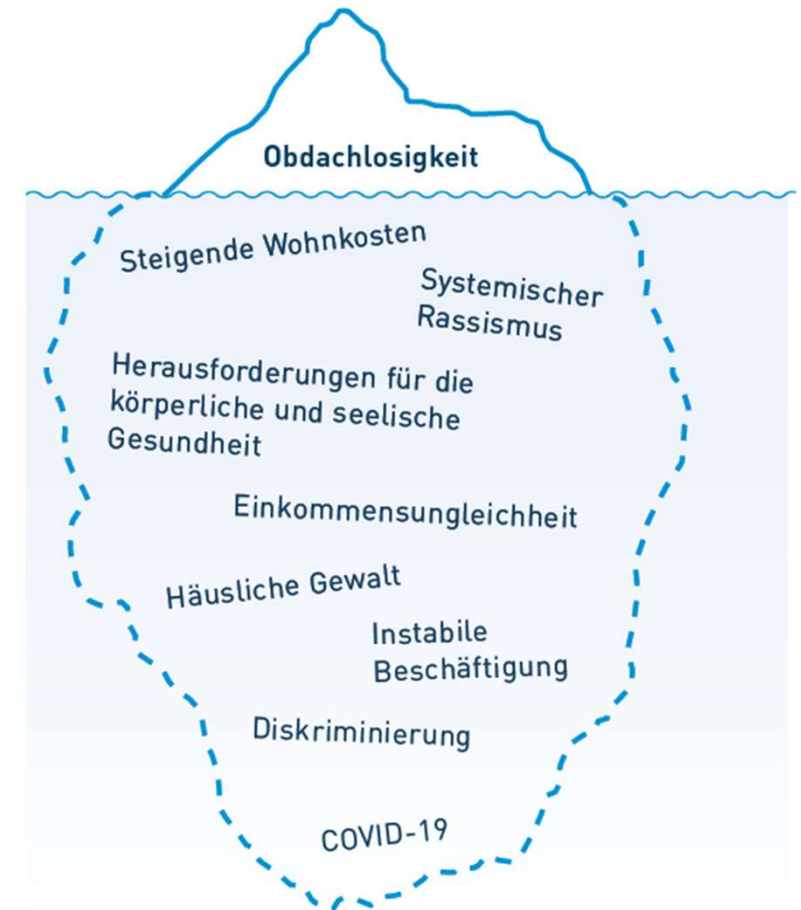 Obdachlosigkeit
Steigende Wohnkosten
Systemischer
Rassismus
Herausforderungen für die
körperliche und seelische
Gesundheit
Einkommensungleichheit
Häusliche Gewalt
Instabile
Beschäftigung
Diskriminierung
COVID-19